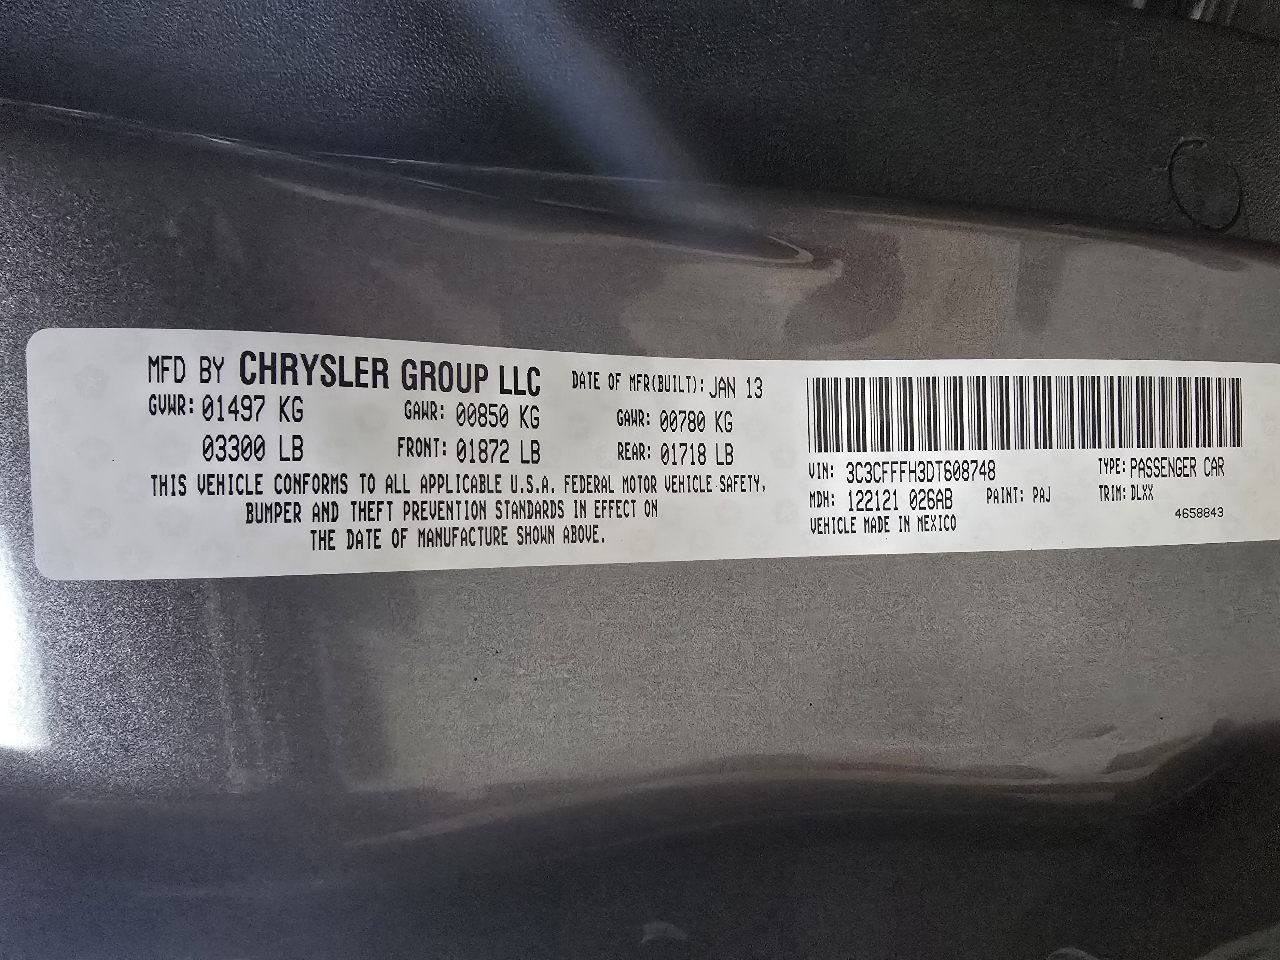 MFD BY CHRYSLER GROUP LLC DATE OF MFR(BUILT): JAN 13
GVWR: 01497 KG GAWR: 00850 KG GAWR: 00780 KG
03300 LB FRONT: 01872 LB REAR: 01718 LB
THIS VEHICLE CONFORMS TO ALL APPLICABLE U.S.A. FEDERAL MOTOR VEHICLE SAFETY,
BUMPER AND THEFT PREVENTION STANDARDS IN EFFECT ON
THE DATE OF MANUFACTURE SHOWN ABOVE.
VIN: 3C3CFFFH3DT608748 TYPE: PASSENGER CAR
MDH: 122121 026AB PAINT: PAJ TRIM: DLXX
VEHICLE MADE IN MEXICO 4658843